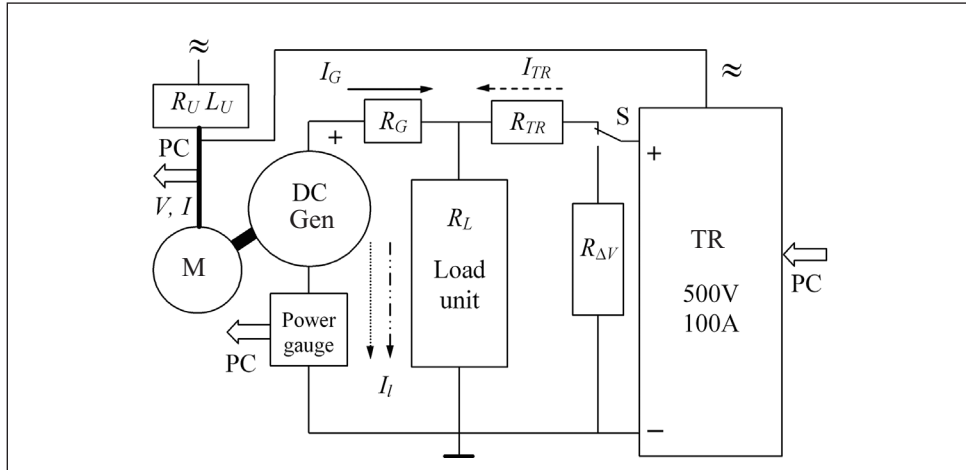 ≈
≈
I_G
I_TR
R_U L_U
R_G
R_TR
S
PC
+
+
V, I
DC
Gen
R_L
R_ΔV
TR
M
Load
unit
500V
100A
PC
Power
gauge
PC
I_l
−